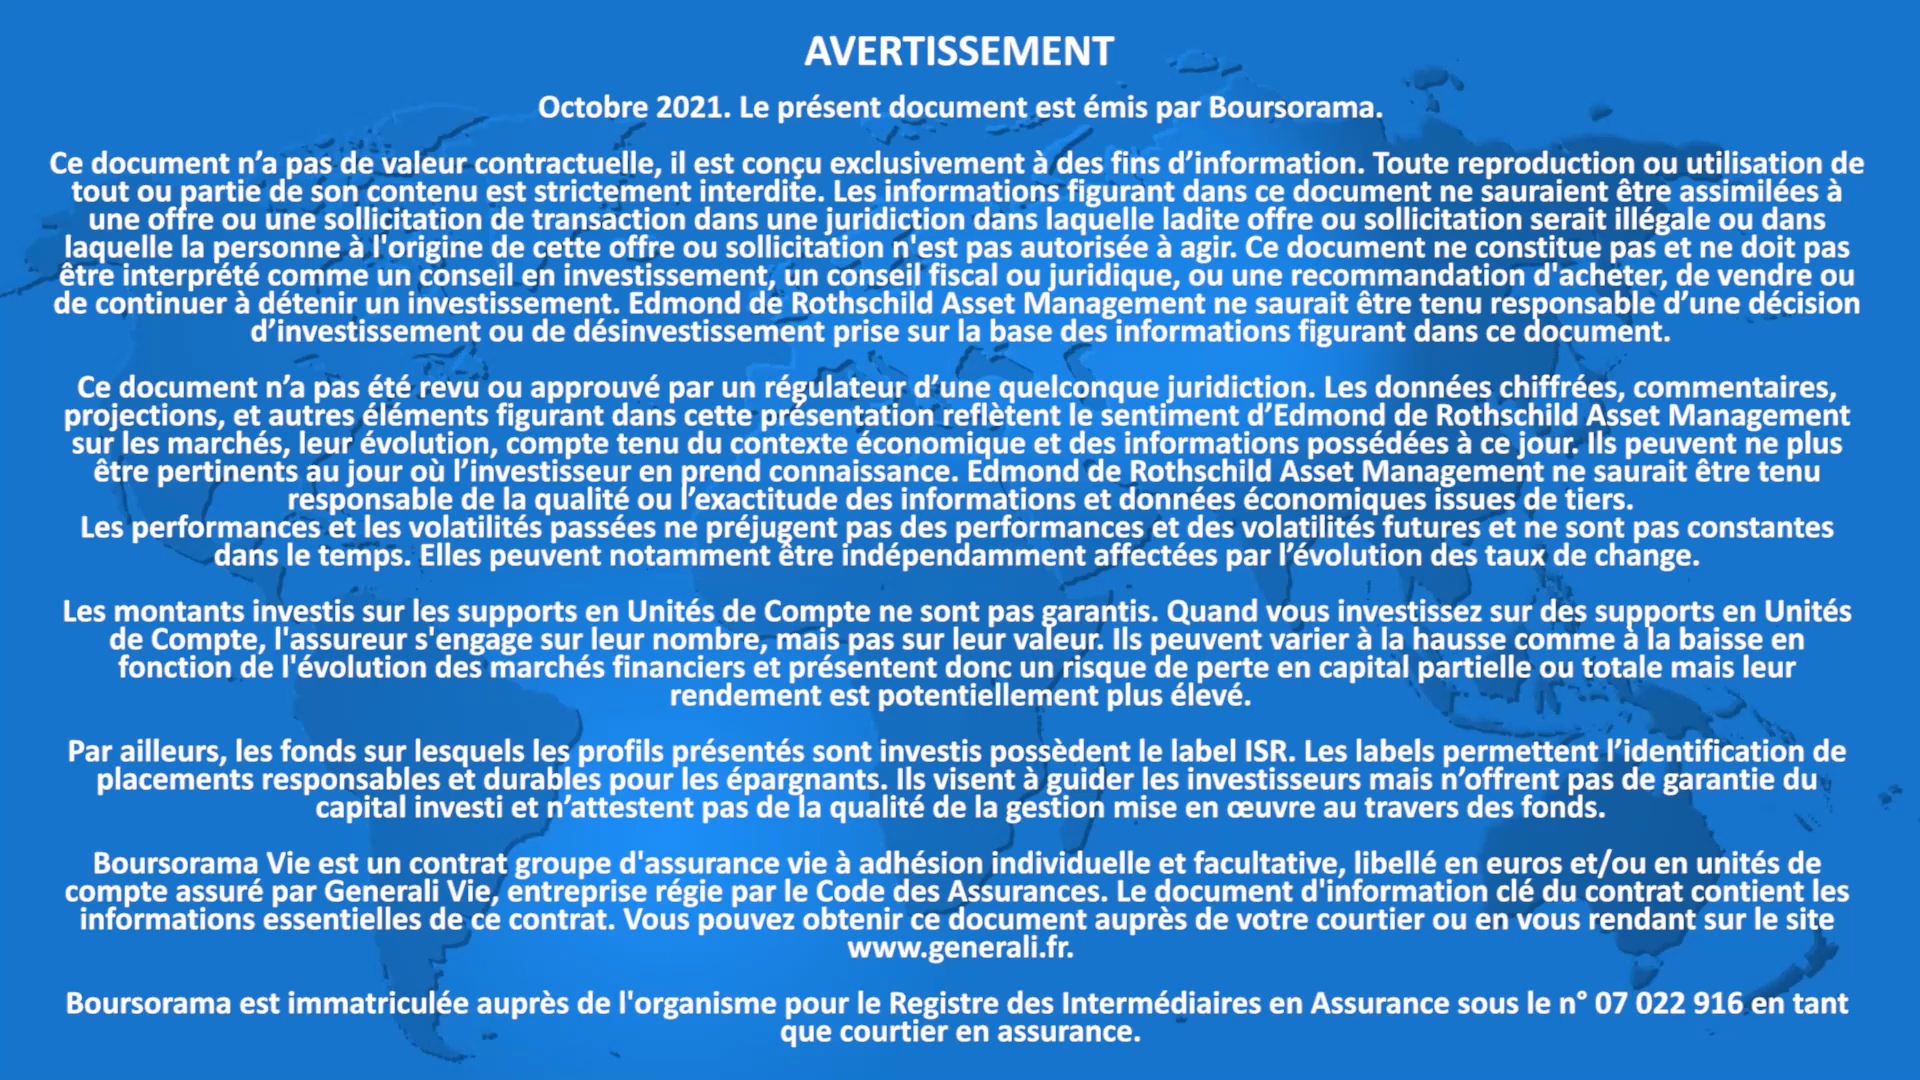 AVERTISSEMENT
Octobre 2021. Le présent document est émis par Boursorama.
Ce document n’a pas de valeur contractuelle, il est conçu exclusivement à des fins d’information. Toute reproduction ou utilisation de
tout ou partie de son contenu est strictement interdite. Les informations figurant dans ce document ne sauraient être assimilées à
une offre ou une sollicitation de transaction dans une juridiction dans laquelle ladite offre ou sollicitation serait illégale ou dans
laquelle la personne à l'origine de cette offre ou sollicitation n'est pas autorisée à agir. Ce document ne constitue pas et ne doit pas
être interprété comme un conseil en investissement, un conseil fiscal ou juridique, ou une recommandation d'acheter, de vendre ou
de continuer à détenir un investissement. Edmond de Rothschild Asset Management ne saurait être tenu responsable d’une décision
d’investissement ou de désinvestissement prise sur la base des informations figurant dans ce document.
Ce document n’a pas été revu ou approuvé par un régulateur d’une quelconque juridiction. Les données chiffrées, commentaires,
projections, et autres éléments figurant dans cette présentation reflètent le sentiment d’Edmond de Rothschild Asset Management
sur les marchés, leur évolution, compte tenu du contexte économique et des informations possédées à ce jour. Ils peuvent ne plus
être pertinents au jour où l’investisseur en prend connaissance. Edmond de Rothschild Asset Management ne saurait être tenu
responsable de la qualité ou l’exactitude des informations et données économiques issues de tiers.
Les performances et les volatilités passées ne préjugent pas des performances et des volatilités futures et ne sont pas constantes
dans le temps. Elles peuvent notamment être indépendamment affectées par l’évolution des taux de change.
Les montants investis sur les supports en Unités de Compte ne sont pas garantis. Quand vous investissez sur des supports en Unités
de Compte, l'assureur s'engage sur leur nombre, mais pas sur leur valeur. Ils peuvent varier à la hausse comme à la baisse en
fonction de l'évolution des marchés financiers et présentent donc un risque de perte en capital partielle ou totale mais leur
rendement est potentiellement plus élevé.
Par ailleurs, les fonds sur lesquels les profils présentés sont investis possèdent le label ISR. Les labels permettent l’identification de
placements responsables et durables pour les épargnants. Ils visent à guider les investisseurs mais n’offrent pas de garantie du
capital investi et n’attestent pas de la qualité de la gestion mise en œuvre au travers des fonds.
Boursorama Vie est un contrat groupe d'assurance vie à adhésion individuelle et facultative, libellé en euros et/ou en unités de
compte assuré par Generali Vie, entreprise régie par le Code des Assurances. Le document d'information clé du contrat contient les
informations essentielles de ce contrat. Vous pouvez obtenir ce document auprès de votre courtier ou en vous rendant sur le site
www.generali.fr.
Boursorama est immatriculée auprès de l'organisme pour le Registre des Intermédiaires en Assurance sous le n° 07 022 916 en tant
que courtier en assurance.